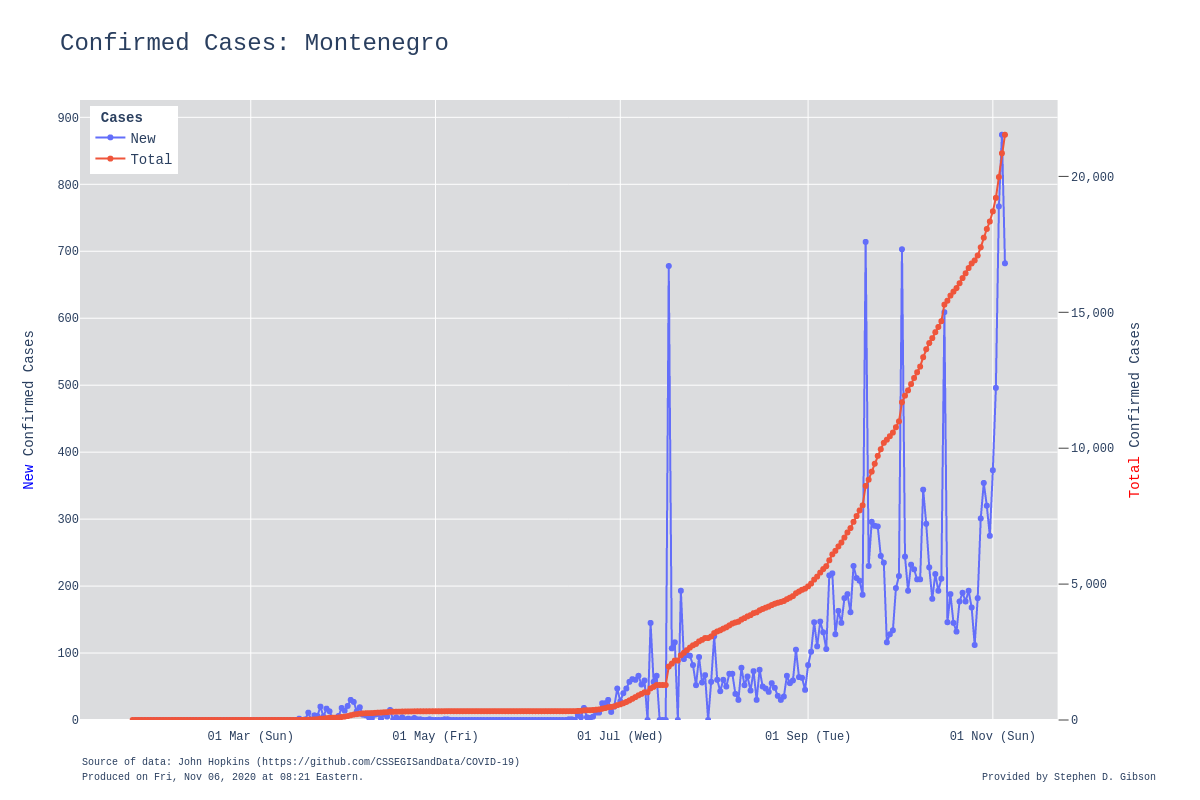 Confirmed Cases: Montenegro
Cases
New
Total
900
800
700
600
500
400
300
200
100
0
New Confirmed Cases
20,000
15,000
10,000
5,000
0
Total Confirmed Cases
01 Mar (Sun)
01 May (Fri)
01 Jul (Wed)
01 Sep (Tue)
01 Nov (Sun)
Source of data: John Hopkins (https://github.com/CSSEGISandData/COVID-19)
Produced on Fri, Nov 06, 2020 at 08:21 Eastern.
Provided by Stephen D. Gibson